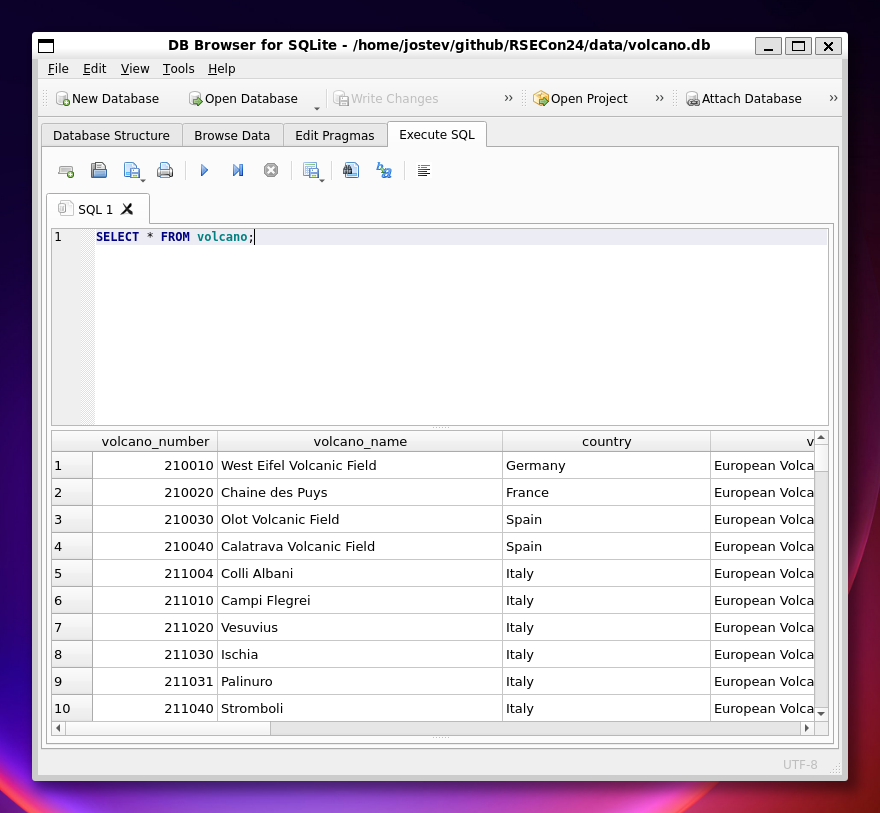 DB Browser for SQLite - /home/jostev/github/RSECon24/data/volcano.db
File Edit View Tools Help
New Database Open Database Write Changes » Open Project » Attach Database »
Database Structure Browse Data Edit Pragmas Execute SQL
SQL 1
1 SELECT * FROM volcano;
volcano_number volcano_name country v
1 210010 West Eifel Volcanic Field Germany European Volca
2 210020 Chaine des Puys France European Volca
3 210030 Olot Volcanic Field Spain European Volca
4 210040 Calatrava Volcanic Field Spain European Volca
5 211004 Colli Albani Italy European Volca
6 211010 Campi Flegrei Italy European Volca
7 211020 Vesuvius Italy European Volca
8 211030 Ischia Italy European Volca
9 211031 Palinuro Italy European Volca
10 211040 Stromboli Italy European Volca
UTF-8